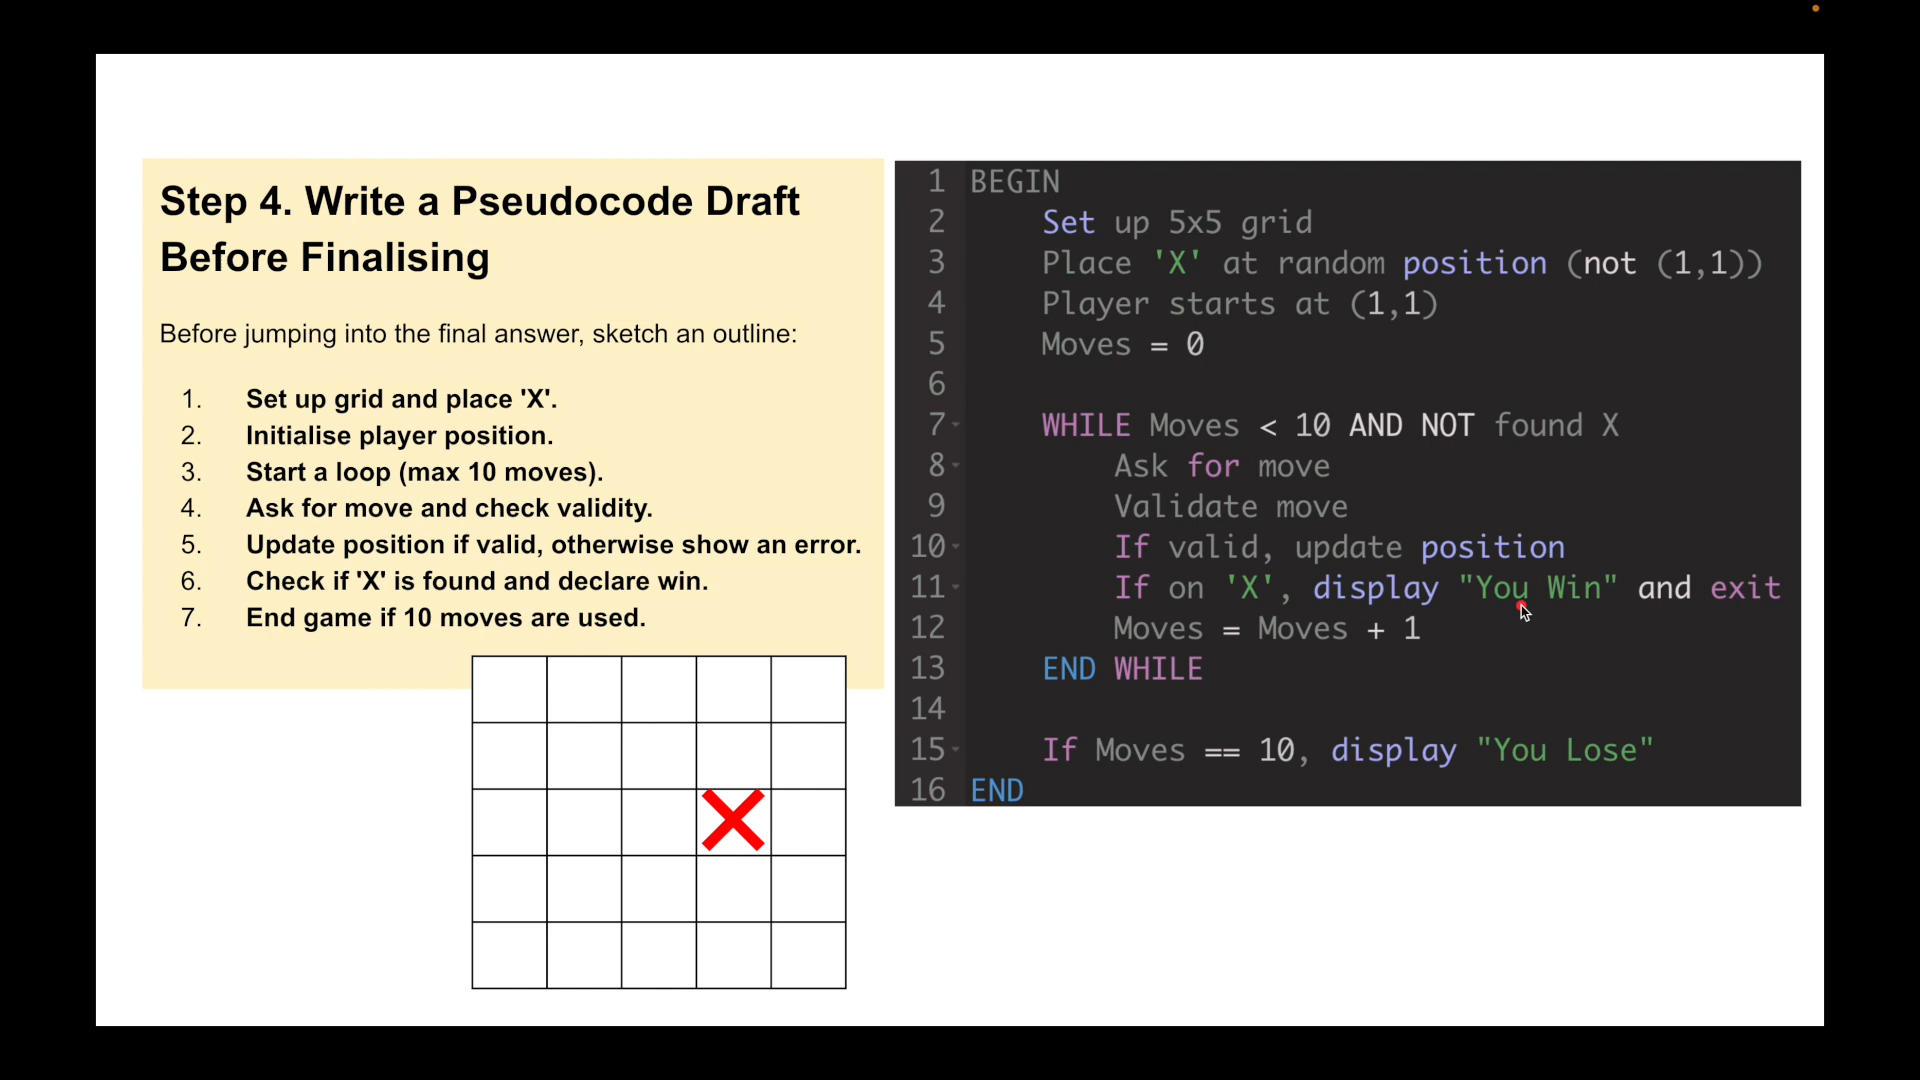 Step 4. Write a Pseudocode Draft
Before Finalising
Before jumping into the final answer, sketch an outline:
1. Set up grid and place 'X'.
2. Initialise player position.
3. Start a loop (max 10 moves).
4. Ask for move and check validity.
5. Update position if valid, otherwise show an error.
6. Check if 'X' is found and declare win.
7. End game if 10 moves are used.
1 BEGIN
2 Set up 5x5 grid
3 Place 'X' at random position (not (1,1))
4 Player starts at (1,1)
5 Moves = 0
6
7 WHILE Moves < 10 AND NOT found X
8 Ask for move
9 Validate move
10 If valid, update position
11 If on 'X', display "You Win" and exit
12 Moves = Moves + 1
13 END WHILE
14
15 If Moves == 10, display "You Lose"
16 END